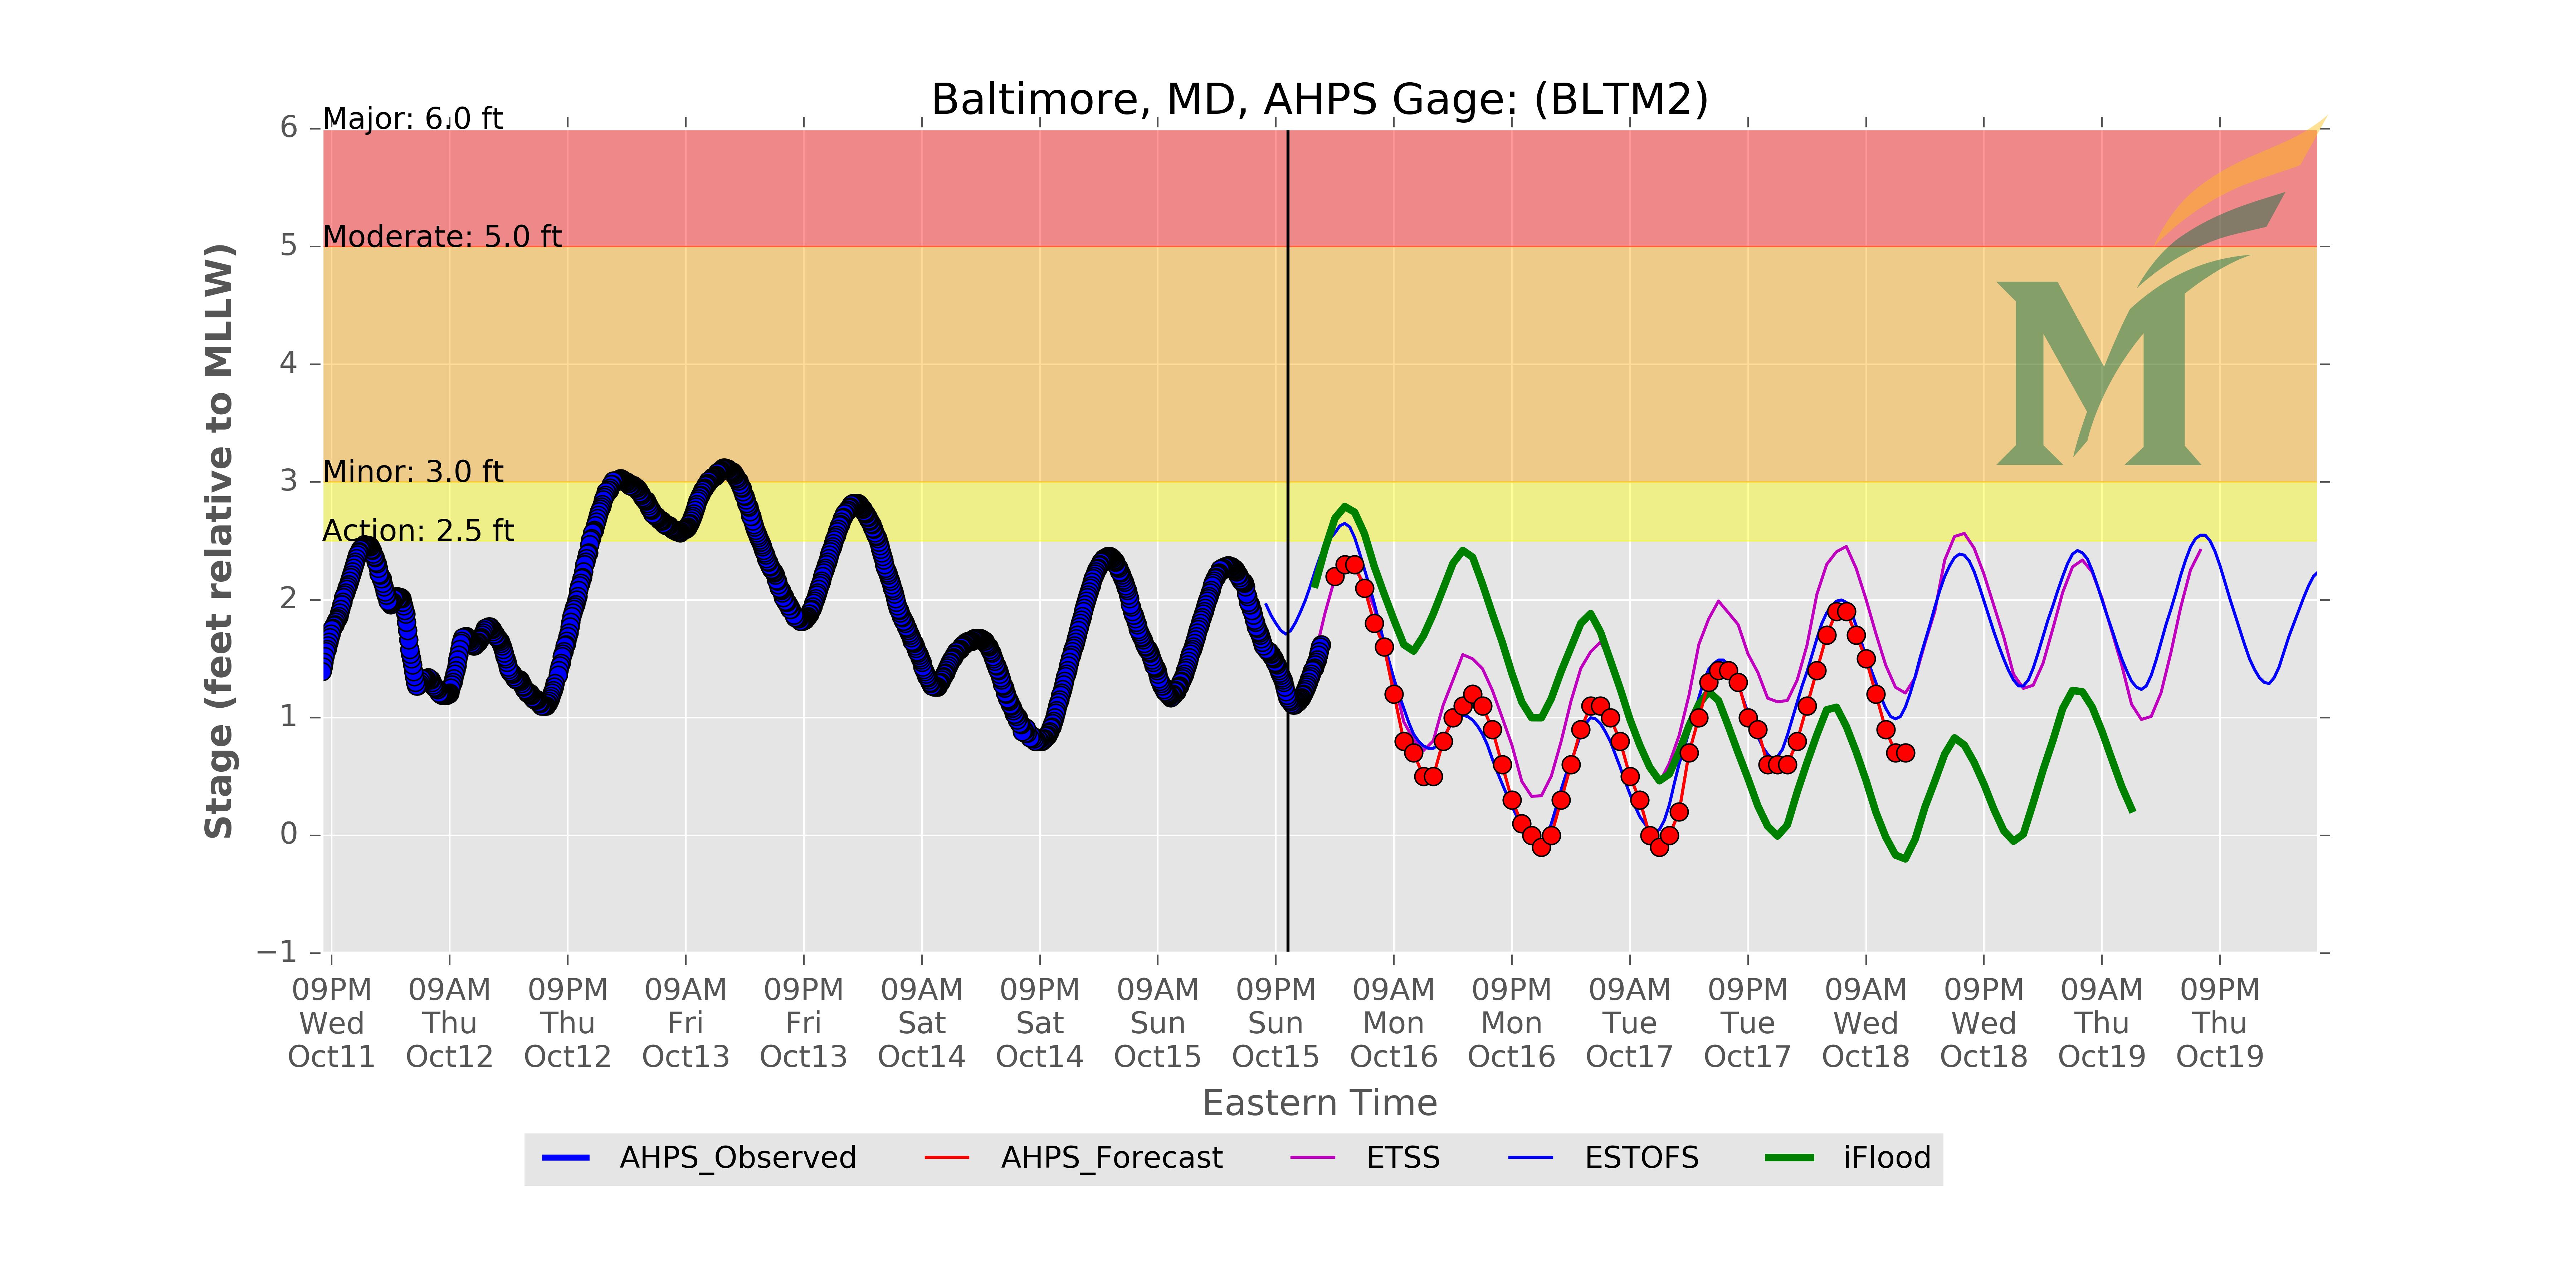 Baltimore, MD, AHPS Gage: (BLTM2)
Major: 6.0 ft
Moderate: 5.0 ft
Minor: 3.0 ft
Action: 2.5 ft
6
5
4
3
2
1
0
−1
Stage (feet relative to MLLW)
09PM 09AM 09PM 09AM 09PM 09AM 09PM 09AM 09PM 09AM 09PM 09AM 09PM 09AM 09PM 09AM 09PM
Wed Thu Thu Fri Fri Sat Sat Sun Sun Mon Mon Tue Tue Wed Wed Thu Thu
Oct11 Oct12 Oct12 Oct13 Oct13 Oct14 Oct14 Oct15 Oct15 Oct16 Oct16 Oct17 Oct17 Oct18 Oct18 Oct19 Oct19
Eastern Time
AHPS_Observed AHPS_Forecast ETSS ESTOFS iFlood
M